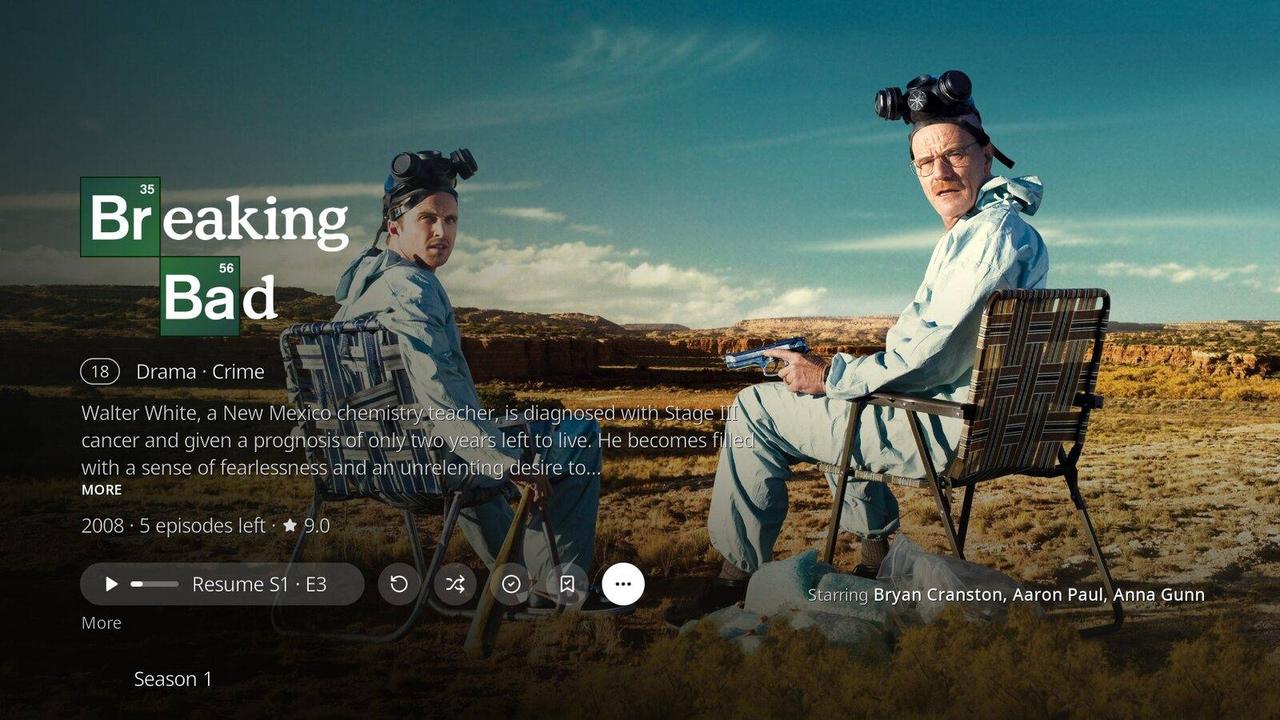 35
Breaking
56
Bad
18 Drama · Crime
Walter White, a New Mexico chemistry teacher, is diagnosed with Stage III
cancer and given a prognosis of only two years left to live. He becomes filled
with a sense of fearlessness and an unrelenting desire to...
MORE
2008 · 5 episodes left · ★ 9.0
Resume S1 · E3
Starring Bryan Cranston, Aaron Paul, Anna Gunn
More
Season 1